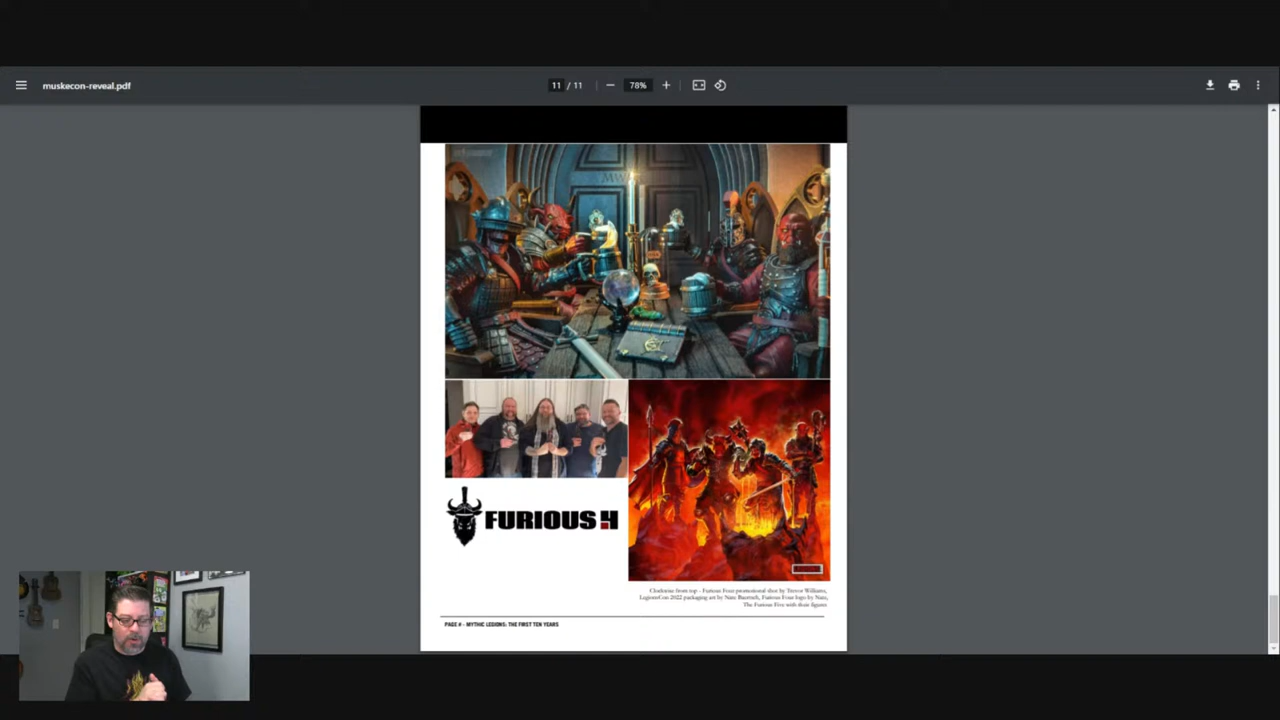 muskecon-reveal.pdf
11 / 11
78%
FURIOUS 4
Clockwise from top - Furious Four promotional shot by Trevor Williams,
LegionsCon 2022 packaging art by Nate Baertsch, Furious Four logo by Nate,
The Furious Five with their figures
PAGE # - MYTHIC LEGIONS: THE FIRST TEN YEARS